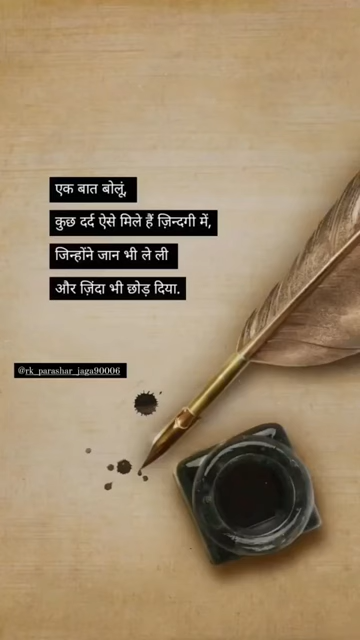 एक बात बोलूं,
कुछ दर्द ऐसे मिले हैं ज़िन्दगी में,
जिन्होंने जान भी ले ली
और ज़िंदा भी छोड़ दिया.
@rk_parashar_jaga90006